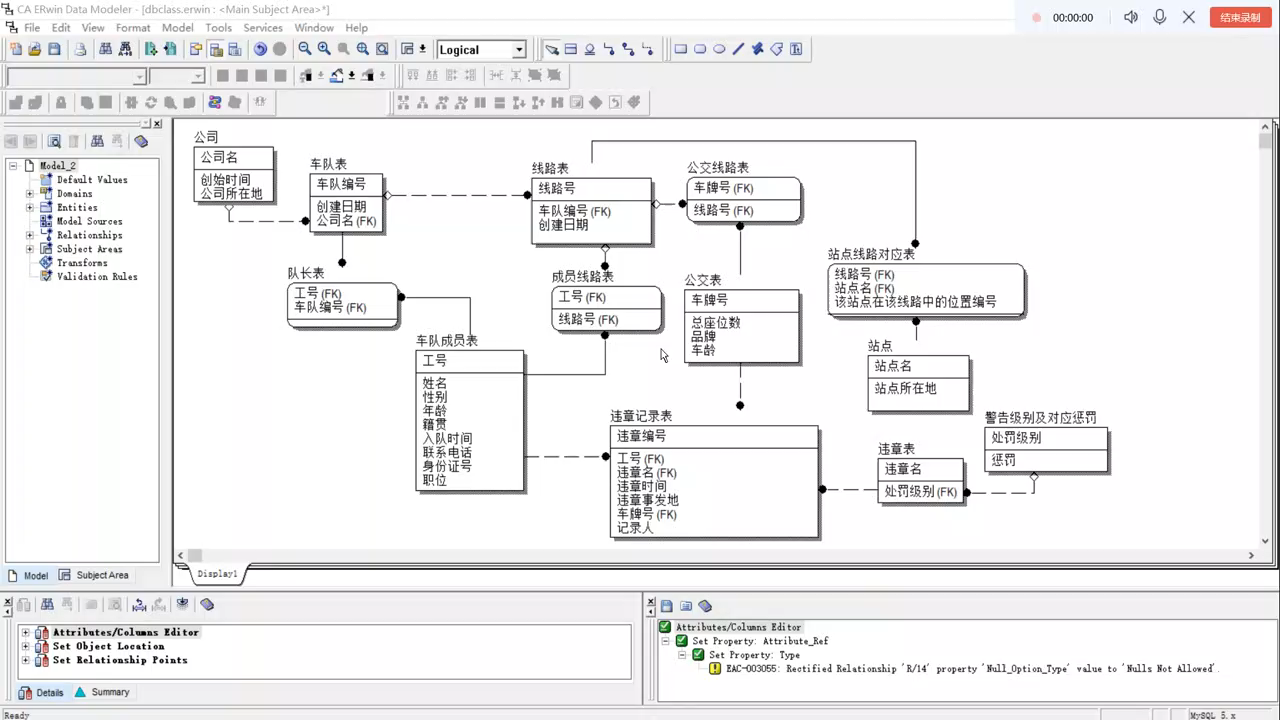 CA ERwin Data Modeler - [dbclass.erwin : <Main Subject Area>*]
00:00:00
结束录制
File Edit View Format Model Tools Services Window Help
Logical
Model_2
Default Values
Domains
Entities
Model Sources
Relationships
Subject Areas
Transforms
Validation Rules
Model Subject Area
公司
公司名
创始时间
公司所在地
车队表
车队编号
创建日期
公司名 (FK)
线路表
线路号
车队编号 (FK)
创建日期
公交线路表
车牌号 (FK)
线路号 (FK)
站点线路对应表
线路号 (FK)
站点名 (FK)
该站点在该线路中的位置编号
队长表
工号 (FK)
车队编号 (FK)
成员线路表
工号 (FK)
线路号 (FK)
公交表
车牌号
总座位数
品牌
车龄
车队成员表
工号
姓名
性别
年龄
籍贯
入队时间
联系电话
身份证号
职位
站点
站点名
站点所在地
违章记录表
违章编号
工号 (FK)
违章名 (FK)
违章时间
违章事发地
车牌号 (FK)
记录人
违章表
违章名
处罚级别 (FK)
警告级别及对应惩罚
处罚级别
惩罚
Display1
Attributes/Columns Editor
Set Object Location
Set Relationship Points
Details Summary
Attributes/Columns Editor
Set Property: Attribute_Ref
Set Property: Type
EAC-003055: Rectified Relationship 'R/14' property 'Null_Option_Type' value to 'Nulls Not Allowed'.
Ready
MySQL 5.x